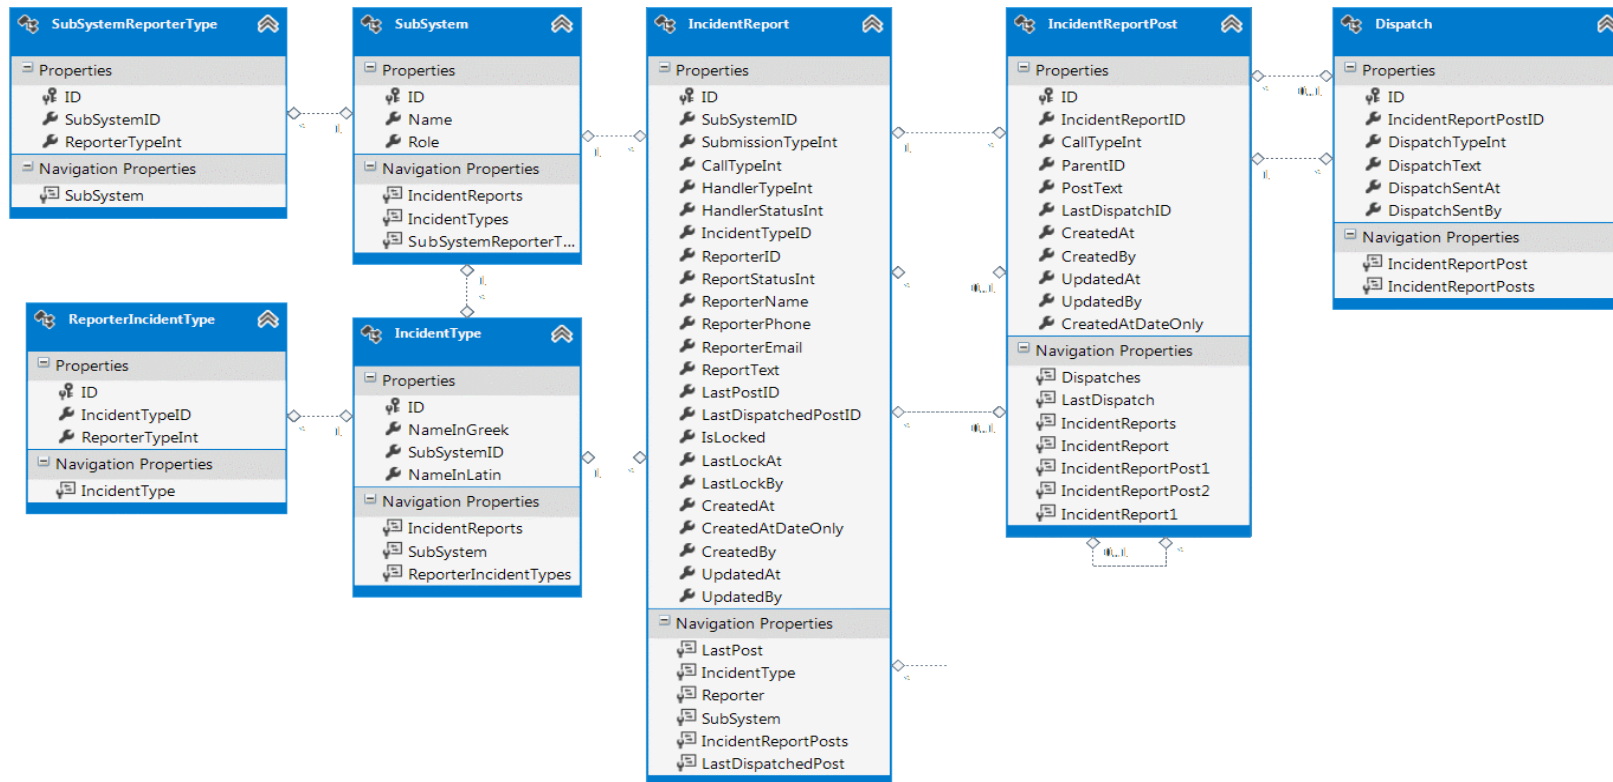 SubSystemReporterType
Properties
ID
SubSystemID
ReporterTypeInt
Navigation Properties
SubSystem
SubSystem
Properties
ID
Name
Role
Navigation Properties
IncidentReports
IncidentTypes
SubSystemReporterT...
ReporterIncidentType
Properties
ID
IncidentTypeID
ReporterTypeInt
Navigation Properties
IncidentType
IncidentType
Properties
ID
NameInGreek
SubSystemID
NameInLatin
Navigation Properties
IncidentReports
SubSystem
ReporterIncidentTypes
IncidentReport
Properties
ID
SubSystemID
SubmissionTypeInt
CallTypeInt
HandlerTypeInt
HandlerStatusInt
IncidentTypeID
ReporterID
ReportStatusInt
ReporterName
ReporterPhone
ReporterEmail
ReportText
LastPostID
LastDispatchedPostID
IsLocked
LastLockAt
LastLockBy
CreatedAt
CreatedAtDateOnly
CreatedBy
UpdatedAt
UpdatedBy
Navigation Properties
LastPost
IncidentType
Reporter
SubSystem
IncidentReportPosts
LastDispatchedPost
IncidentReportPost
Properties
ID
IncidentReportID
CallTypeInt
ParentID
PostText
LastDispatchID
CreatedAt
CreatedBy
UpdatedAt
UpdatedBy
CreatedAtDateOnly
Navigation Properties
Dispatches
LastDispatch
IncidentReports
IncidentReport
IncidentReportPost1
IncidentReportPost2
IncidentReport1
Dispatch
Properties
ID
IncidentReportPostID
DispatchTypeInt
DispatchText
DispatchSentAt
DispatchSentBy
Navigation Properties
IncidentReportPost
IncidentReportPosts